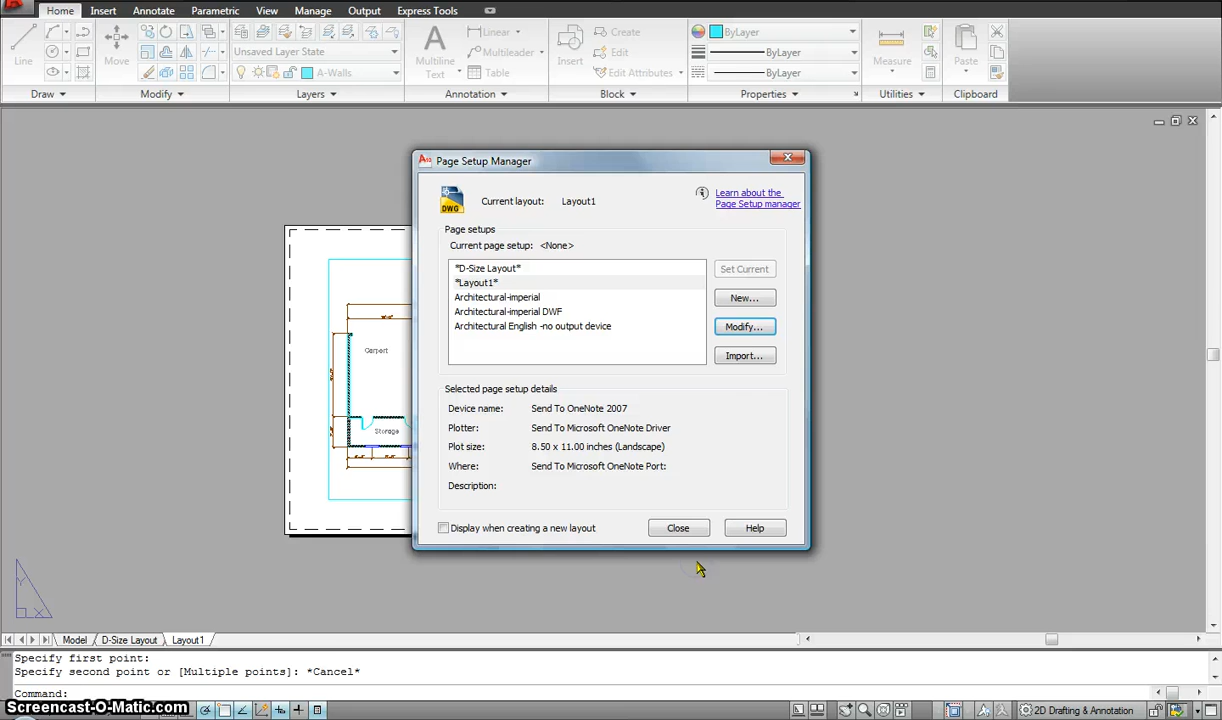 Home Insert Annotate Parametric View Manage Output Express Tools
Line
Move
Unsaved Layer State
A-Walls
Multiline
Text
Linear
Multileader
Table
Insert
Create
Edit
Edit Attributes
ByLayer
ByLayer
ByLayer
Measure
Paste
Draw Modify Layers Annotation Block Properties Utilities Clipboard
Page Setup Manager
DWG
Current layout: Layout1
Learn about the
Page Setup manager
Page setups
Current page setup: <None>
*D-Size Layout*
*Layout1*
Architectural-imperial
Architectural-imperial DWF
Architectural English -no output device
Set Current
New...
Modify...
Import...
Selected page setup details
Device name: Send To OneNote 2007
Plotter: Send To Microsoft OneNote Driver
Plot size: 8.50 x 11.00 inches (Landscape)
Where: Send To Microsoft OneNote Port:
Description:
Display when creating a new layout
Close
Help
Carport
Storage
Y
X
Model D-Size Layout Layout1
Specify first point:
Specify second point or [Multiple points]: *Cancel*
Command:
Screencast-O-Matic.com
2D Drafting & Annotation